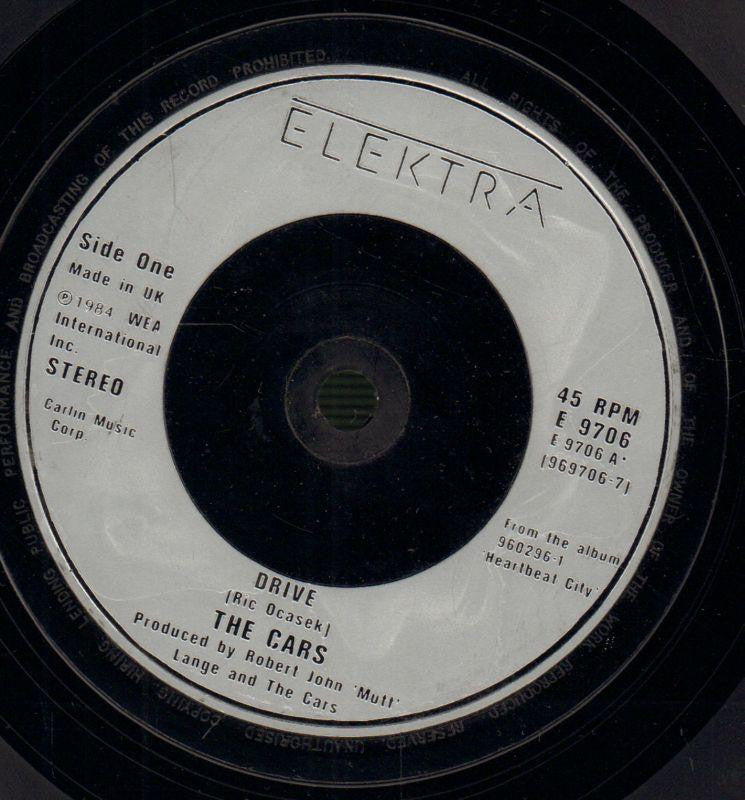 ELEKTRA
Side One
Made in UK
℗1984 WEA
International
Inc.
STEREO
Carlin Music
Corp.
45 RPM
E 9706
E 9706 A•
(969706-7)
From the album
960296-1
'Heartbeat City'
DRIVE
(Ric Ocasek)
THE CARS
Produced by Robert John 'Mutt'
Lange and The Cars
ALL RIGHTS OF THE PRODUCER AND OF THE OWNER OF THE WORK REPRODUCED RESERVED UNAUTHORISED COPYING HIRING LENDING PUBLIC PERFORMANCE AND BROADCASTING OF THIS RECORD PROHIBITED